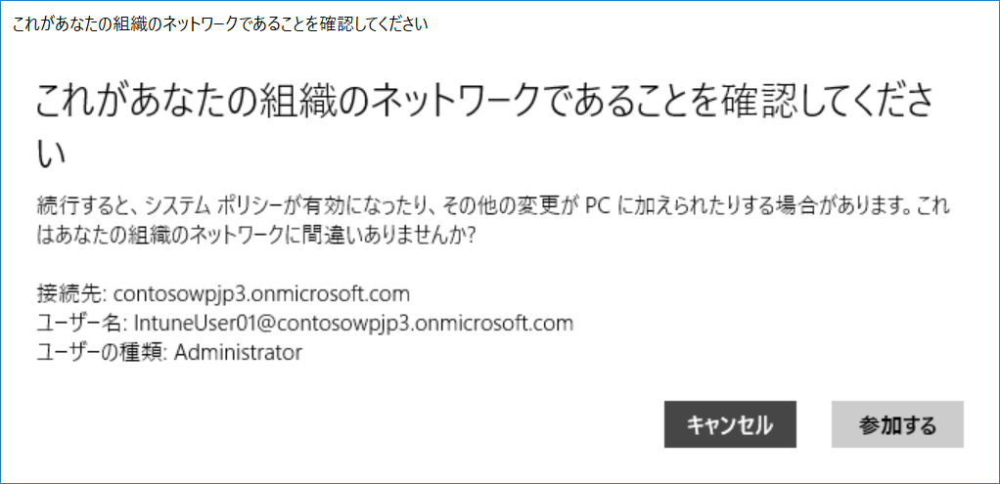 これがあなたの組織のネットワークであることを確認してください
これがあなたの組織のネットワークであることを確認してくださ
い
続行すると、システム ポリシーが有効になったり、その他の変更が PC に加えられたりする場合があります。これ
はあなたの組織のネットワークに間違いありませんか?
接続先: contosowpjp3.onmicrosoft.com
ユーザー名: IntuneUser01@contosowpjp3.onmicrosoft.com
ユーザーの種類: Administrator
キャンセル
参加する